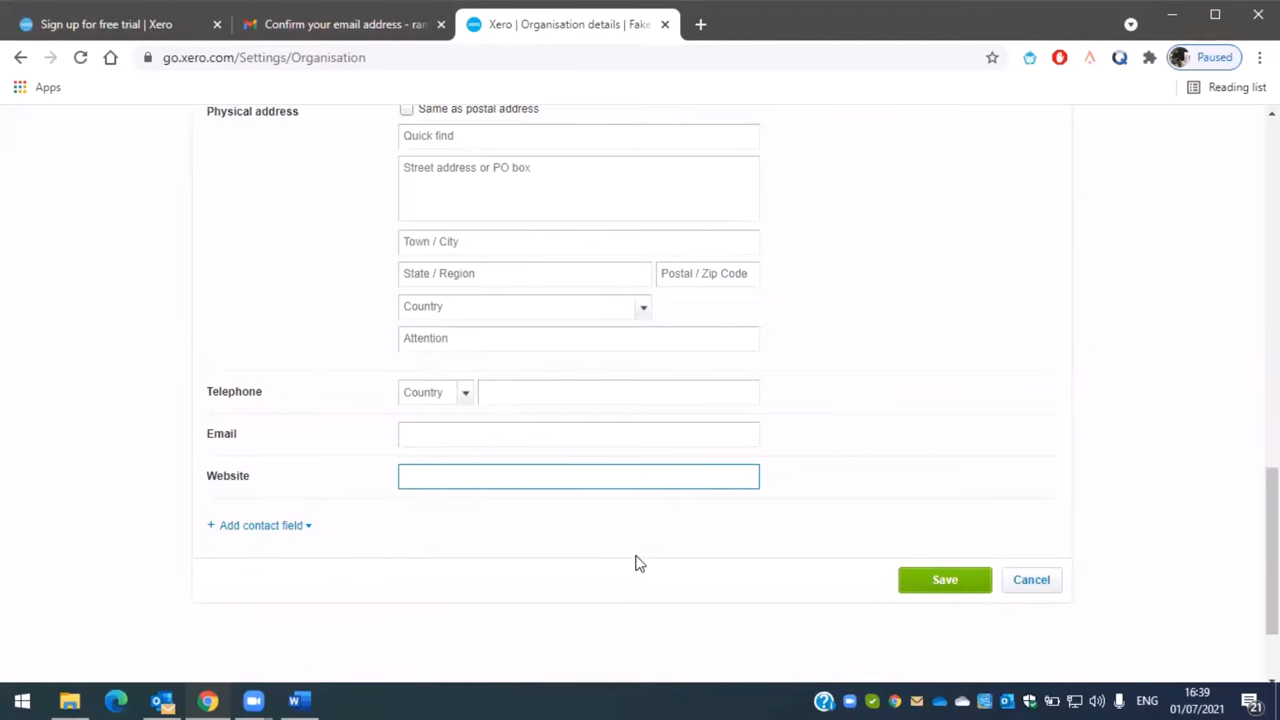 Sign up for free trial | Xero
Confirm your email address - ran
Xero | Organisation details | Fake
go.xero.com/Settings/Organisation
Paused
Apps
Reading list
Physical address
Same as postal address
Quick find
Street address or PO box
Town / City
State / Region
Postal / Zip Code
Country
Attention
Telephone
Country
Email
Website
+ Add contact field
Save
Cancel
ENG
16:39
01/07/2021
21